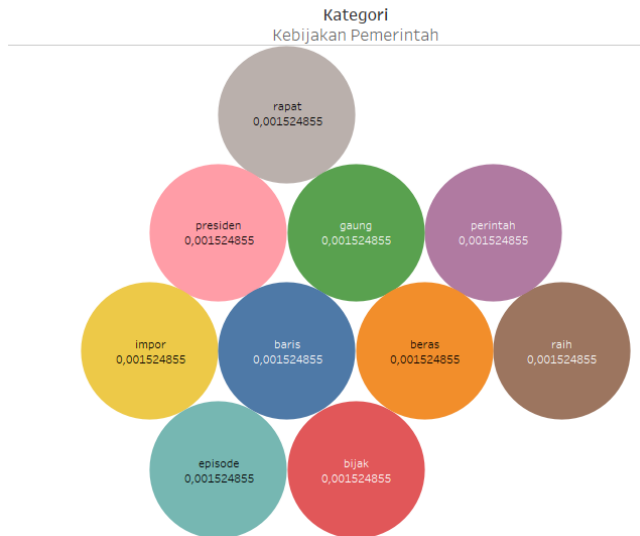 Kategori
Kebijakan Pemerintah
rapat
0,001524855
presiden
0,001524855
gaung
0,001524855
perintah
0,001524855
impor
0,001524855
baris
0,001524855
beras
0,001524855
raih
0,001524855
episode
0,001524855
bijak
0,001524855